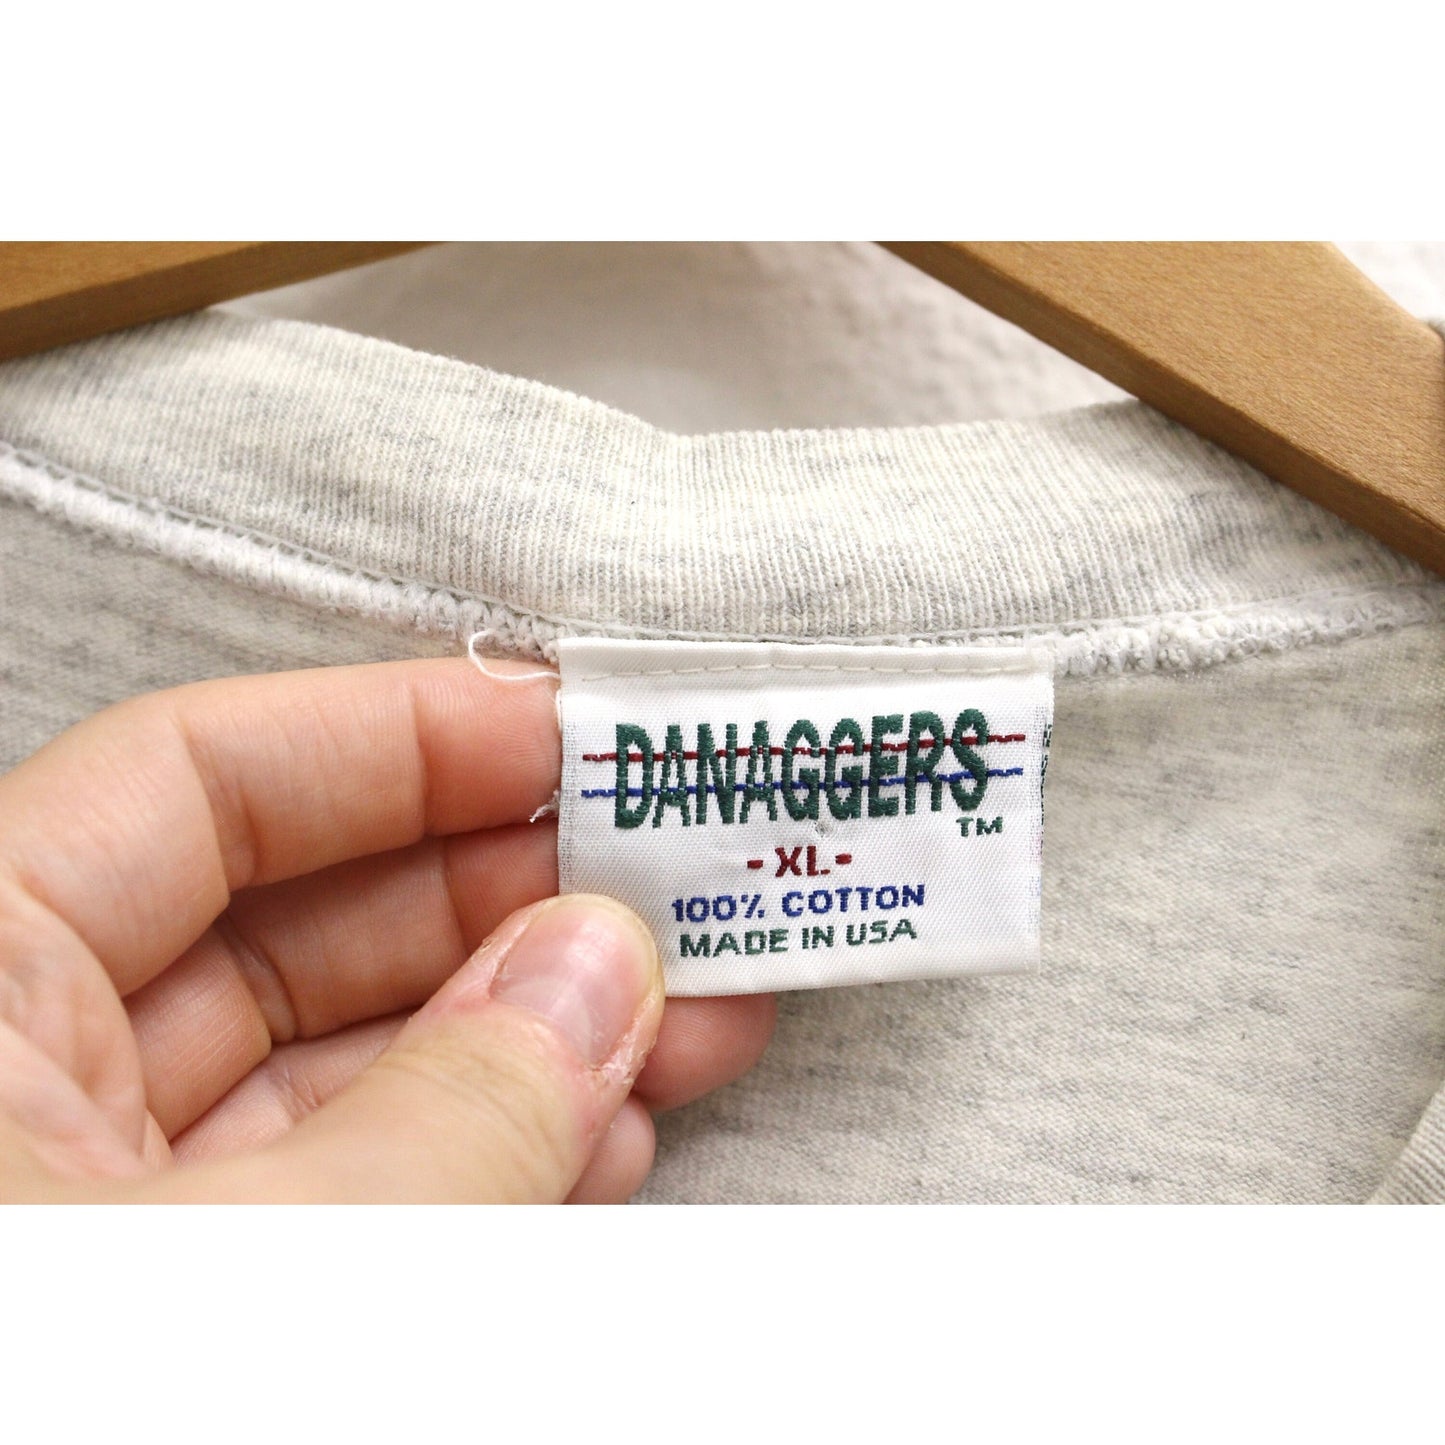 DANAGGERS
TM
- XL -
100% COTTON
MADE IN USA